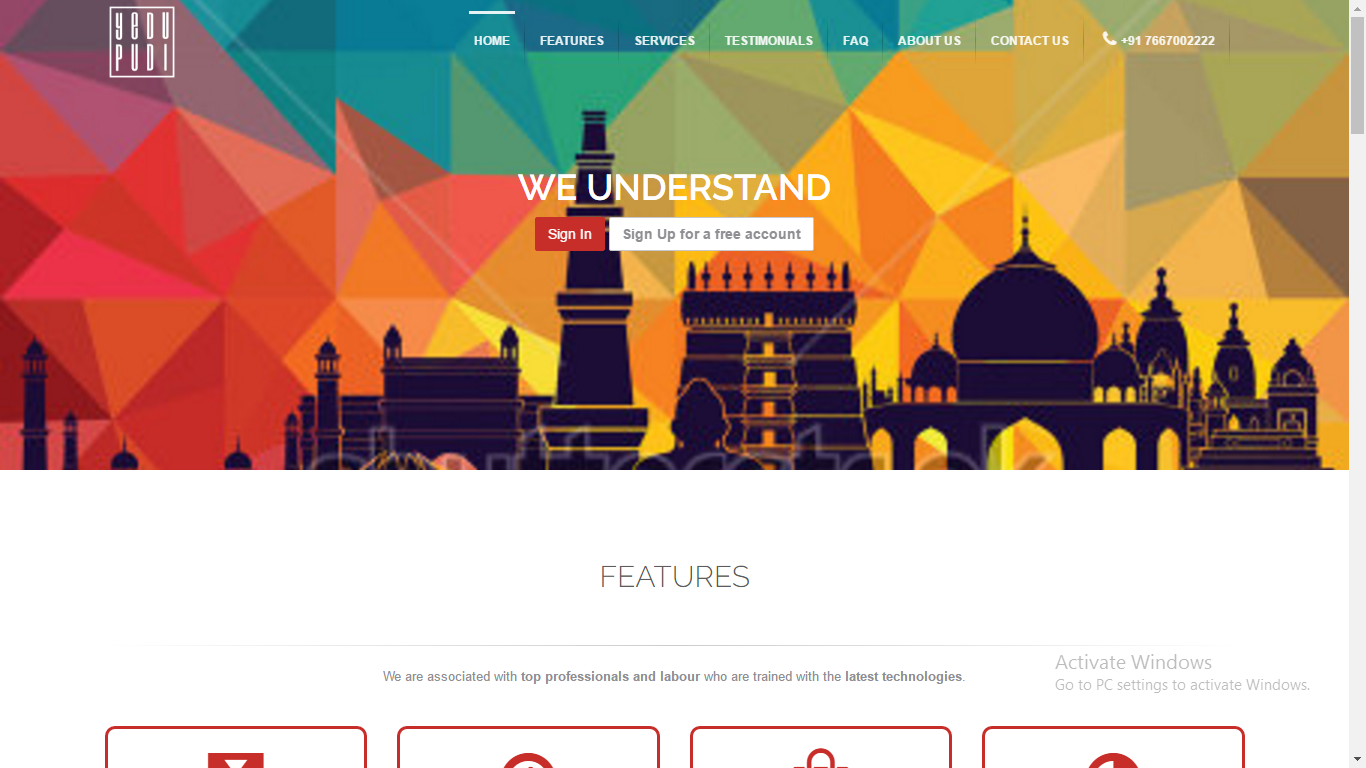 YEDU
PUDI
HOME FEATURES SERVICES TESTIMONIALS FAQ ABOUT US CONTACT US +91 7667002222
WE UNDERSTAND
Sign In Sign Up for a free account
shutterstock
FEATURES
We are associated with top professionals and labour who are trained with the latest technologies.
Activate Windows
Go to PC settings to activate Windows.